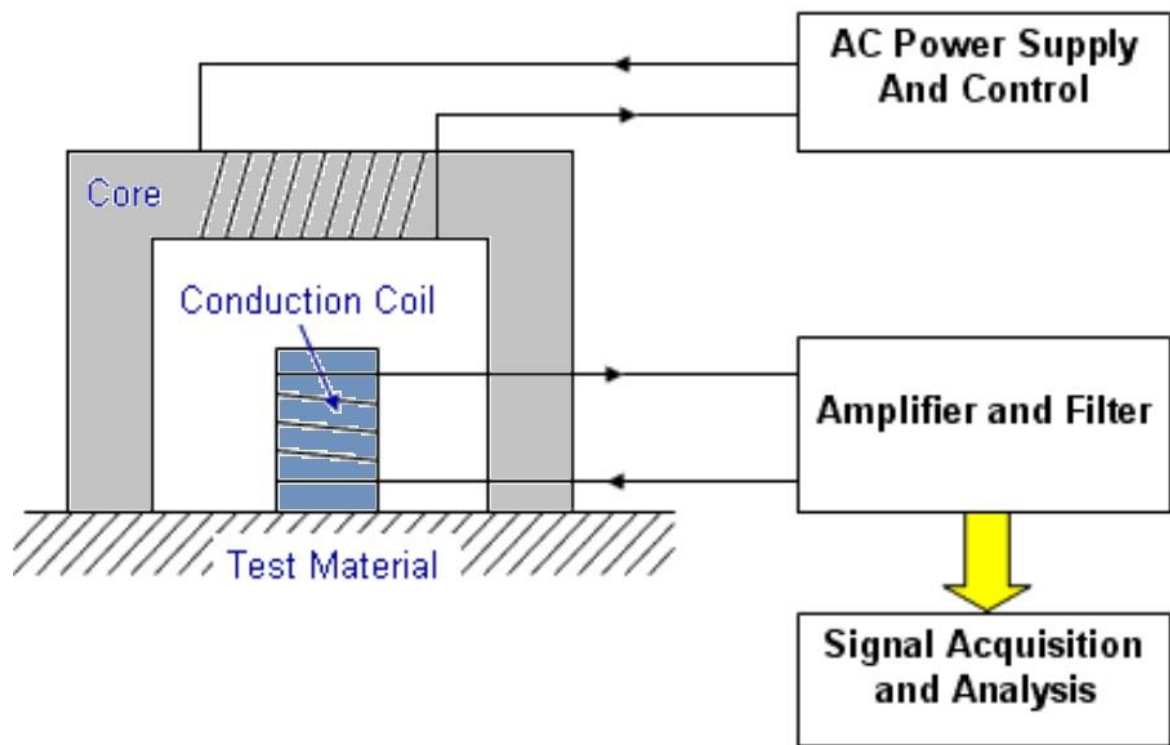 AC Power Supply
And Control
Core
Conduction Coil
Amplifier and Filter
Test Material
Signal Acquisition
and Analysis